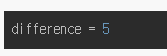 difference = 5